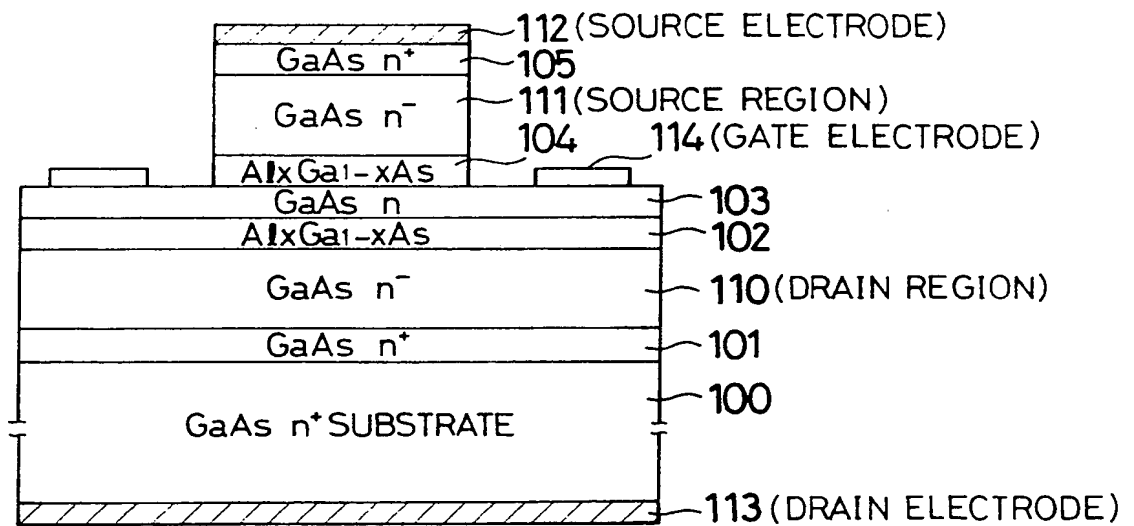 112 (SOURCE ELECTRODE)
GaAs n⁺ 105
GaAs n⁻ 111 (SOURCE REGION)
104 114 (GATE ELECTRODE)
AlxGa1-xAs
GaAs n 103
AlxGa1-xAs 102
GaAs n⁻ 110 (DRAIN REGION)
GaAs n⁺ 101
100
GaAs n⁺ SUBSTRATE
113 (DRAIN ELECTRODE)